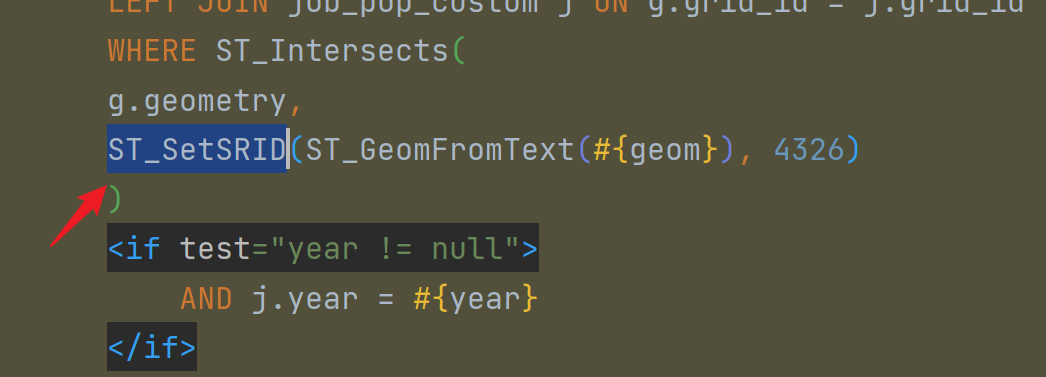 LEFT JOIN job_pop_custom j ON g.grid_id = j.grid_id
WHERE ST_Intersects(
g.geometry,
ST_SetSRID(ST_GeomFromText(#{geom}), 4326)
)
<if test="year != null">
AND j.year = #{year}
</if>